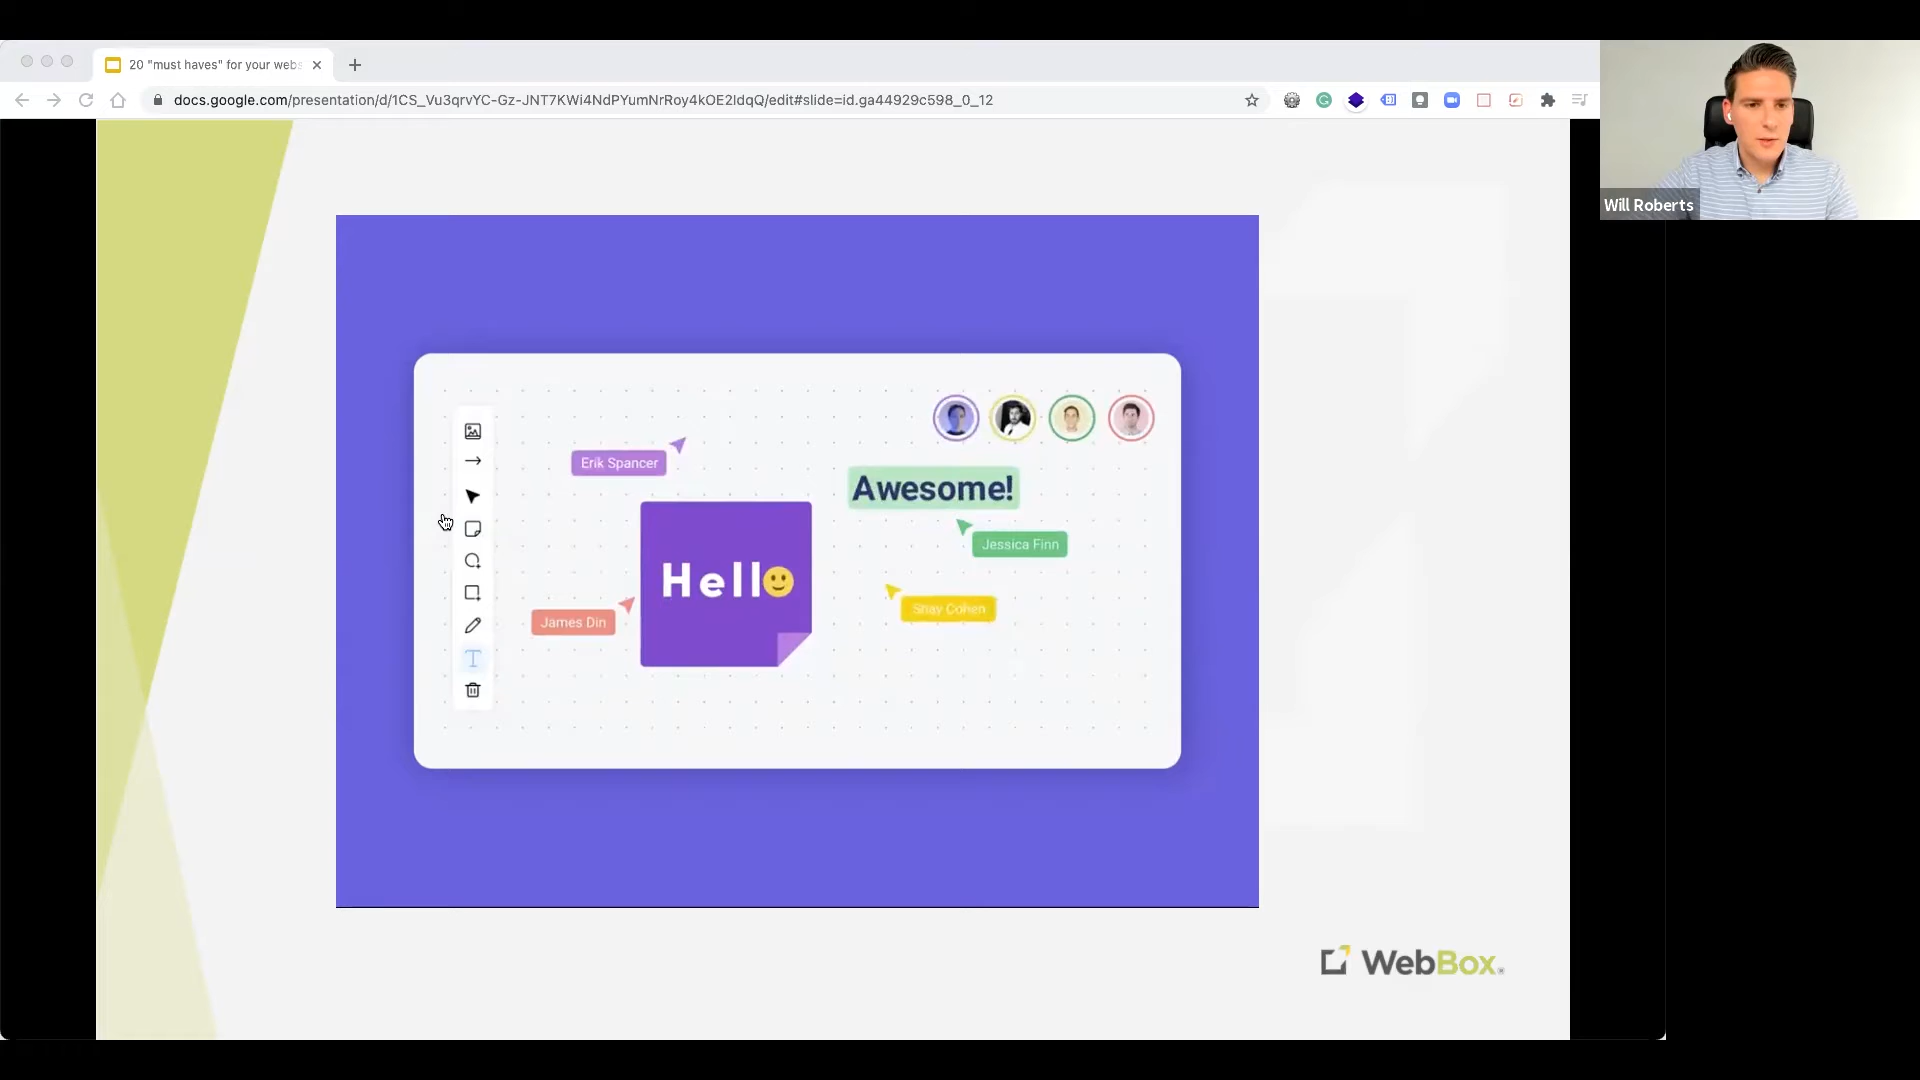 20 "must haves" for your webs
docs.google.com/presentation/d/1CS_Vu3qrvYC-Gz-JNT7KWi4NdPYumNrRoy4kOE2ldqQ/edit#slide=id.ga44929c598_0_12
Will Roberts
Erik Spancer
Awesome!
Jessica Finn
Hello
Shay Cohen
James Din
T
WebBox®